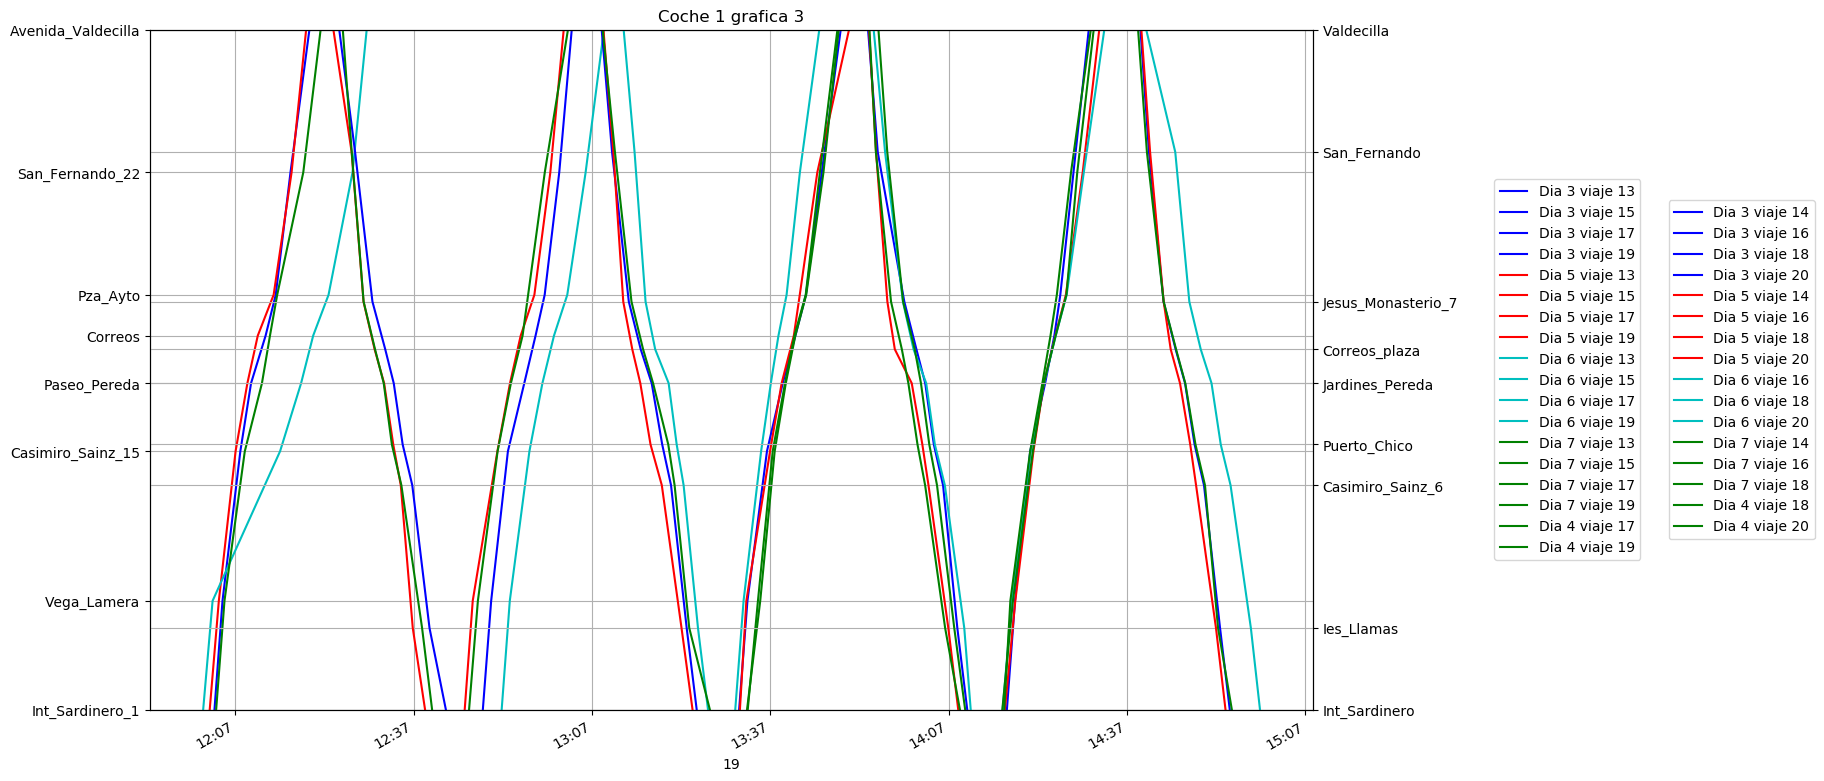 Coche 1 grafica 3
Avenida_Valdecilla
San_Fernando_22
Pza_Ayto
Correos
Paseo_Pereda
Casimiro_Sainz_15
Vega_Lamera
Int_Sardinero_1
Valdecilla
San_Fernando
Jesus_Monasterio_7
Correos_plaza
Jardines_Pereda
Puerto_Chico
Casimiro_Sainz_6
Ies_Llamas
Int_Sardinero
12:07
12:37
13:07
13:37
14:07
14:37
15:07
19
Dia 3 viaje 13
Dia 3 viaje 15
Dia 3 viaje 17
Dia 3 viaje 19
Dia 5 viaje 13
Dia 5 viaje 15
Dia 5 viaje 17
Dia 5 viaje 19
Dia 6 viaje 13
Dia 6 viaje 15
Dia 6 viaje 17
Dia 6 viaje 19
Dia 7 viaje 13
Dia 7 viaje 15
Dia 7 viaje 17
Dia 7 viaje 19
Dia 4 viaje 17
Dia 4 viaje 19
Dia 3 viaje 14
Dia 3 viaje 16
Dia 3 viaje 18
Dia 3 viaje 20
Dia 5 viaje 14
Dia 5 viaje 16
Dia 5 viaje 18
Dia 5 viaje 20
Dia 6 viaje 16
Dia 6 viaje 18
Dia 6 viaje 20
Dia 7 viaje 14
Dia 7 viaje 16
Dia 7 viaje 18
Dia 4 viaje 18
Dia 4 viaje 20